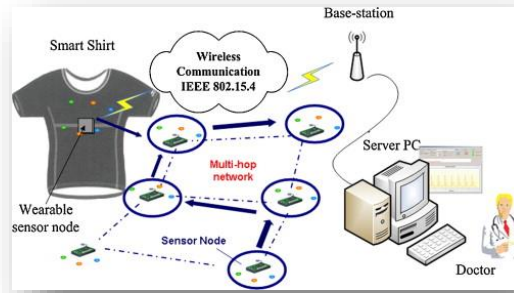 Base-station
Smart Shirt
Wireless
Communication
IEEE 802.15.4
Server PC
Multi-hop
network
Wearable
sensor node
Sensor Node
Doctor